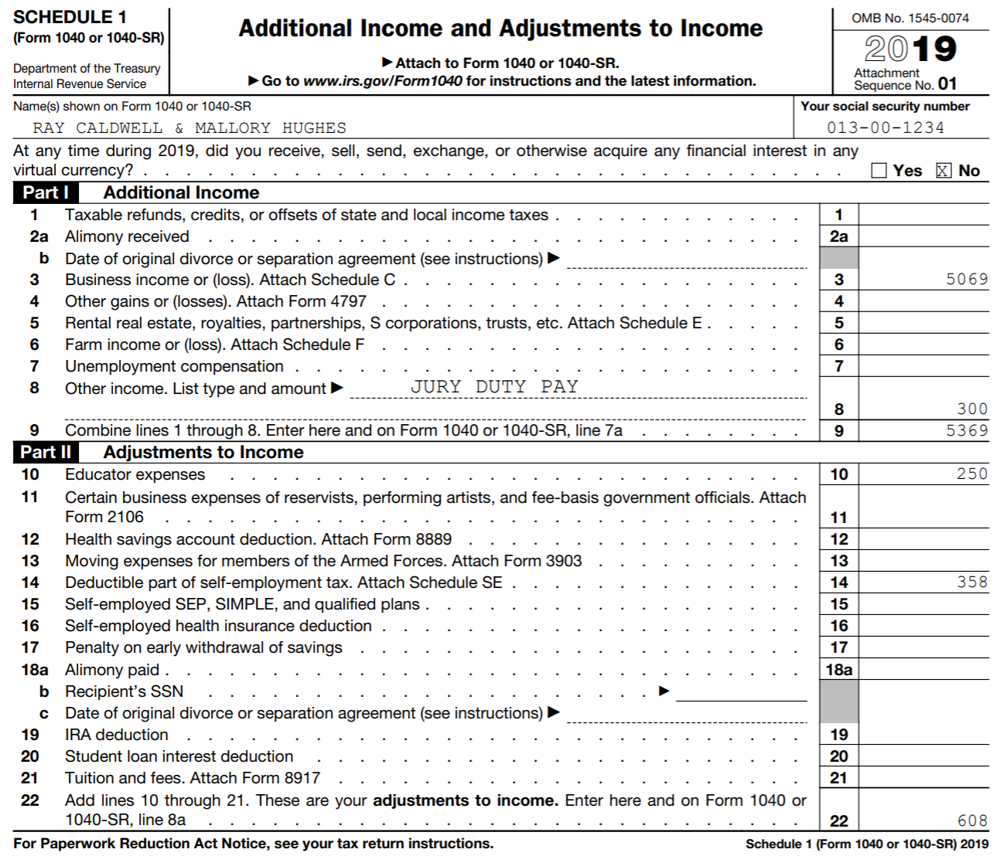 SCHEDULE 1
(Form 1040 or 1040-SR)
Department of the Treasury
Internal Revenue Service
Additional Income and Adjustments to Income
▶ Attach to Form 1040 or 1040-SR.
▶ Go to www.irs.gov/Form1040 for instructions and the latest information.
OMB No. 1545-0074
2019
Attachment
Sequence No. 01
Name(s) shown on Form 1040 or 1040-SR
RAY CALDWELL & MALLORY HUGHES
Your social security number
013-00-1234
At any time during 2019, did you receive, sell, send, exchange, or otherwise acquire any financial interest in any
virtual currency? . . . . . . . . . . . . . . . . . . . . . . . . . . . . . . . . . ☐ Yes ☒ No
Part I Additional Income
1 Taxable refunds, credits, or offsets of state and local income taxes . . . . . . . . . . . . 1
2a Alimony received . . . . . . . . . . . . . . . . . . . . . . . . . . . . 2a
b Date of original divorce or separation agreement (see instructions) ▶
3 Business income or (loss). Attach Schedule C . . . . . . . . . . . . . . . . . . . 3 5069
4 Other gains or (losses). Attach Form 4797 . . . . . . . . . . . . . . . . . . . . 4
5 Rental real estate, royalties, partnerships, S corporations, trusts, etc. Attach Schedule E . . . . . 5
6 Farm income or (loss). Attach Schedule F . . . . . . . . . . . . . . . . . . . . 6
7 Unemployment compensation . . . . . . . . . . . . . . . . . . . . . . . . 7
8 Other income. List type and amount ▶ JURY DUTY PAY
8 300
9 Combine lines 1 through 8. Enter here and on Form 1040 or 1040-SR, line 7a . . . . . . . . 9 5369
Part II Adjustments to Income
10 Educator expenses . . . . . . . . . . . . . . . . . . . . . . . . . . . 10 250
11 Certain business expenses of reservists, performing artists, and fee-basis government officials. Attach
Form 2106 . . . . . . . . . . . . . . . . . . . . . . . . . . . . . . 11
12 Health savings account deduction. Attach Form 8889 . . . . . . . . . . . . . . . . 12
13 Moving expenses for members of the Armed Forces. Attach Form 3903 . . . . . . . . . . 13
14 Deductible part of self-employment tax. Attach Schedule SE . . . . . . . . . . . . . . 14 358
15 Self-employed SEP, SIMPLE, and qualified plans . . . . . . . . . . . . . . . . . . 15
16 Self-employed health insurance deduction . . . . . . . . . . . . . . . . . . . . 16
17 Penalty on early withdrawal of savings . . . . . . . . . . . . . . . . . . . . . 17
18a Alimony paid . . . . . . . . . . . . . . . . . . . . . . . . . . . . . . 18a
b Recipient's SSN . . . . . . . . . . . . . . . . . . . . . ▶
c Date of original divorce or separation agreement (see instructions) ▶
19 IRA deduction . . . . . . . . . . . . . . . . . . . . . . . . . . . . . 19
20 Student loan interest deduction . . . . . . . . . . . . . . . . . . . . . . . 20
21 Tuition and fees. Attach Form 8917 . . . . . . . . . . . . . . . . . . . . . . 21
22 Add lines 10 through 21. These are your adjustments to income. Enter here and on Form 1040 or
1040-SR, line 8a . . . . . . . . . . . . . . . . . . . . . . . . . . . . 22 608
For Paperwork Reduction Act Notice, see your tax return instructions.
Schedule 1 (Form 1040 or 1040-SR) 2019